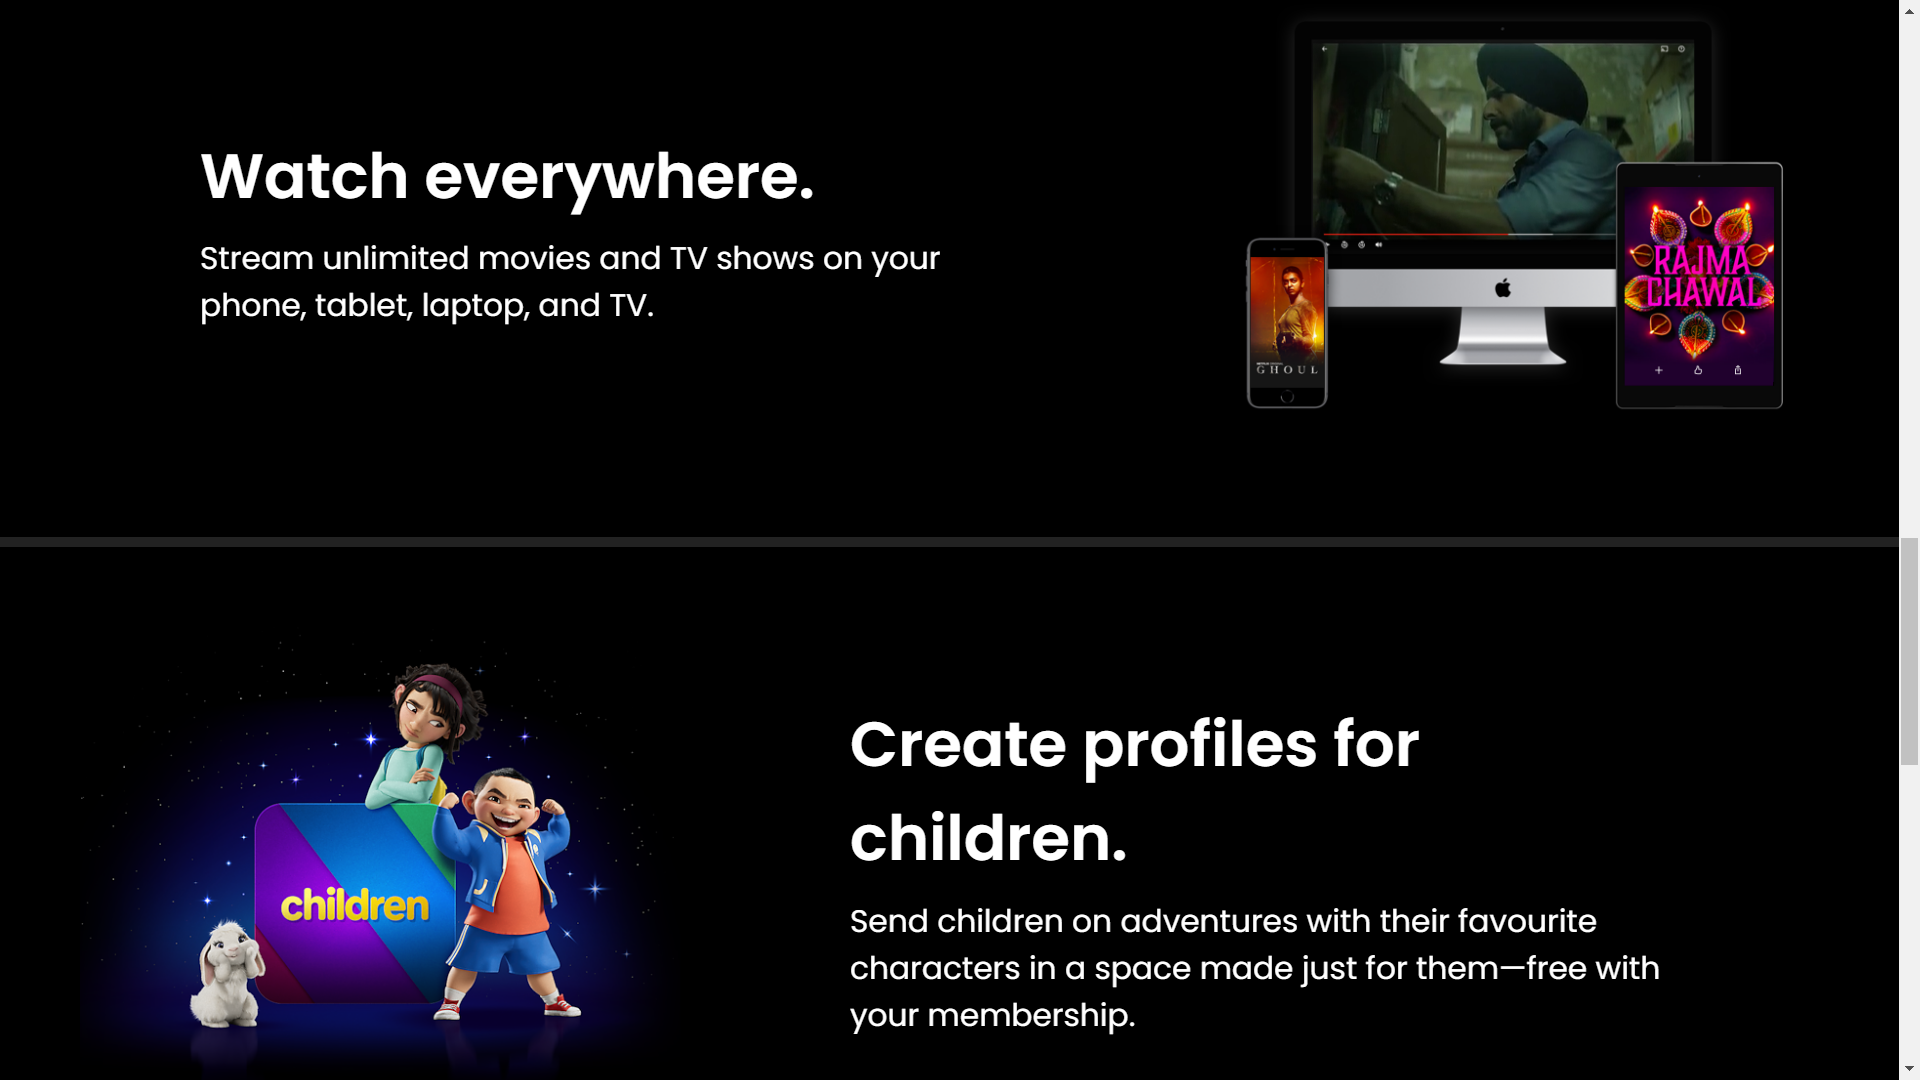 Watch everywhere.
Stream unlimited movies and TV shows on your
phone, tablet, laptop, and TV.
RAJMA
CHAWAL
GHOUL
Create profiles for
children.
children
Send children on adventures with their favourite
characters in a space made just for them—free with
your membership.